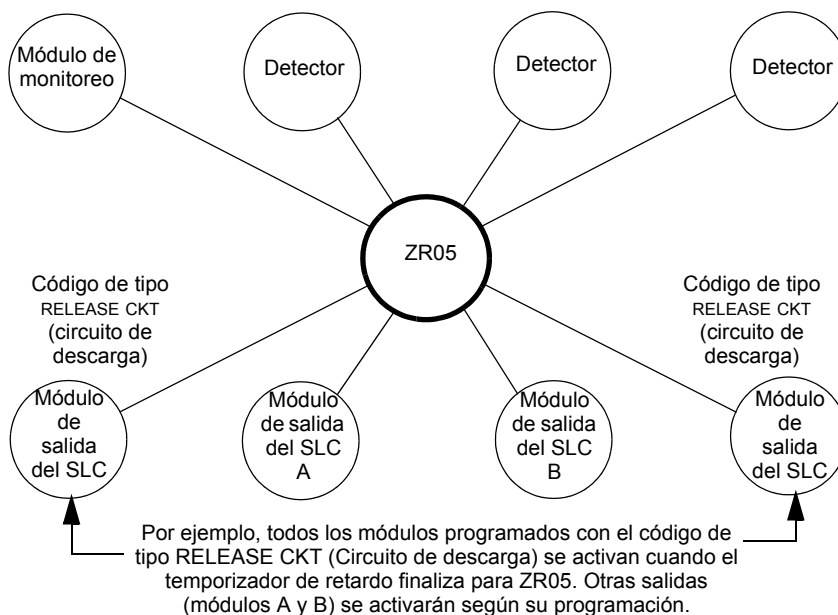 Módulo de
monitoreo
Detector
Detector
Detector
ZR05
Código de tipo
RELEASE CKT
(circuito de
descarga)
Código de tipo
RELEASE CKT
(circuito de
descarga)
Módulo
de
salida
del SLC
Módulo
de salida
del SLC
A
Módulo
de salida
del SLC
B
Módulo
de
salida
del SLC
Por ejemplo, todos los módulos programados con el código de
tipo RELEASE CKT (Circuito de descarga) se activan cuando el
temporizador de retardo finaliza para ZR05. Otras salidas
(módulos A y B) se activarán según su programación.